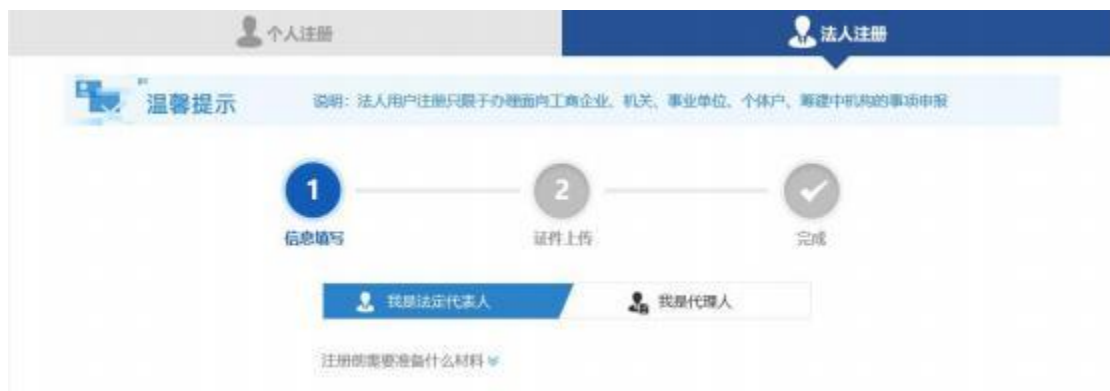 个人注册
法人注册
温馨提示
说明：法人用户注册只限于办理面向工商企业、机关、事业单位、个体户、筹建中机构的事项申报
1
2
信息填写
证件上传
完成
我是法定代表人
我是代理人
注册前需要准备什么材料